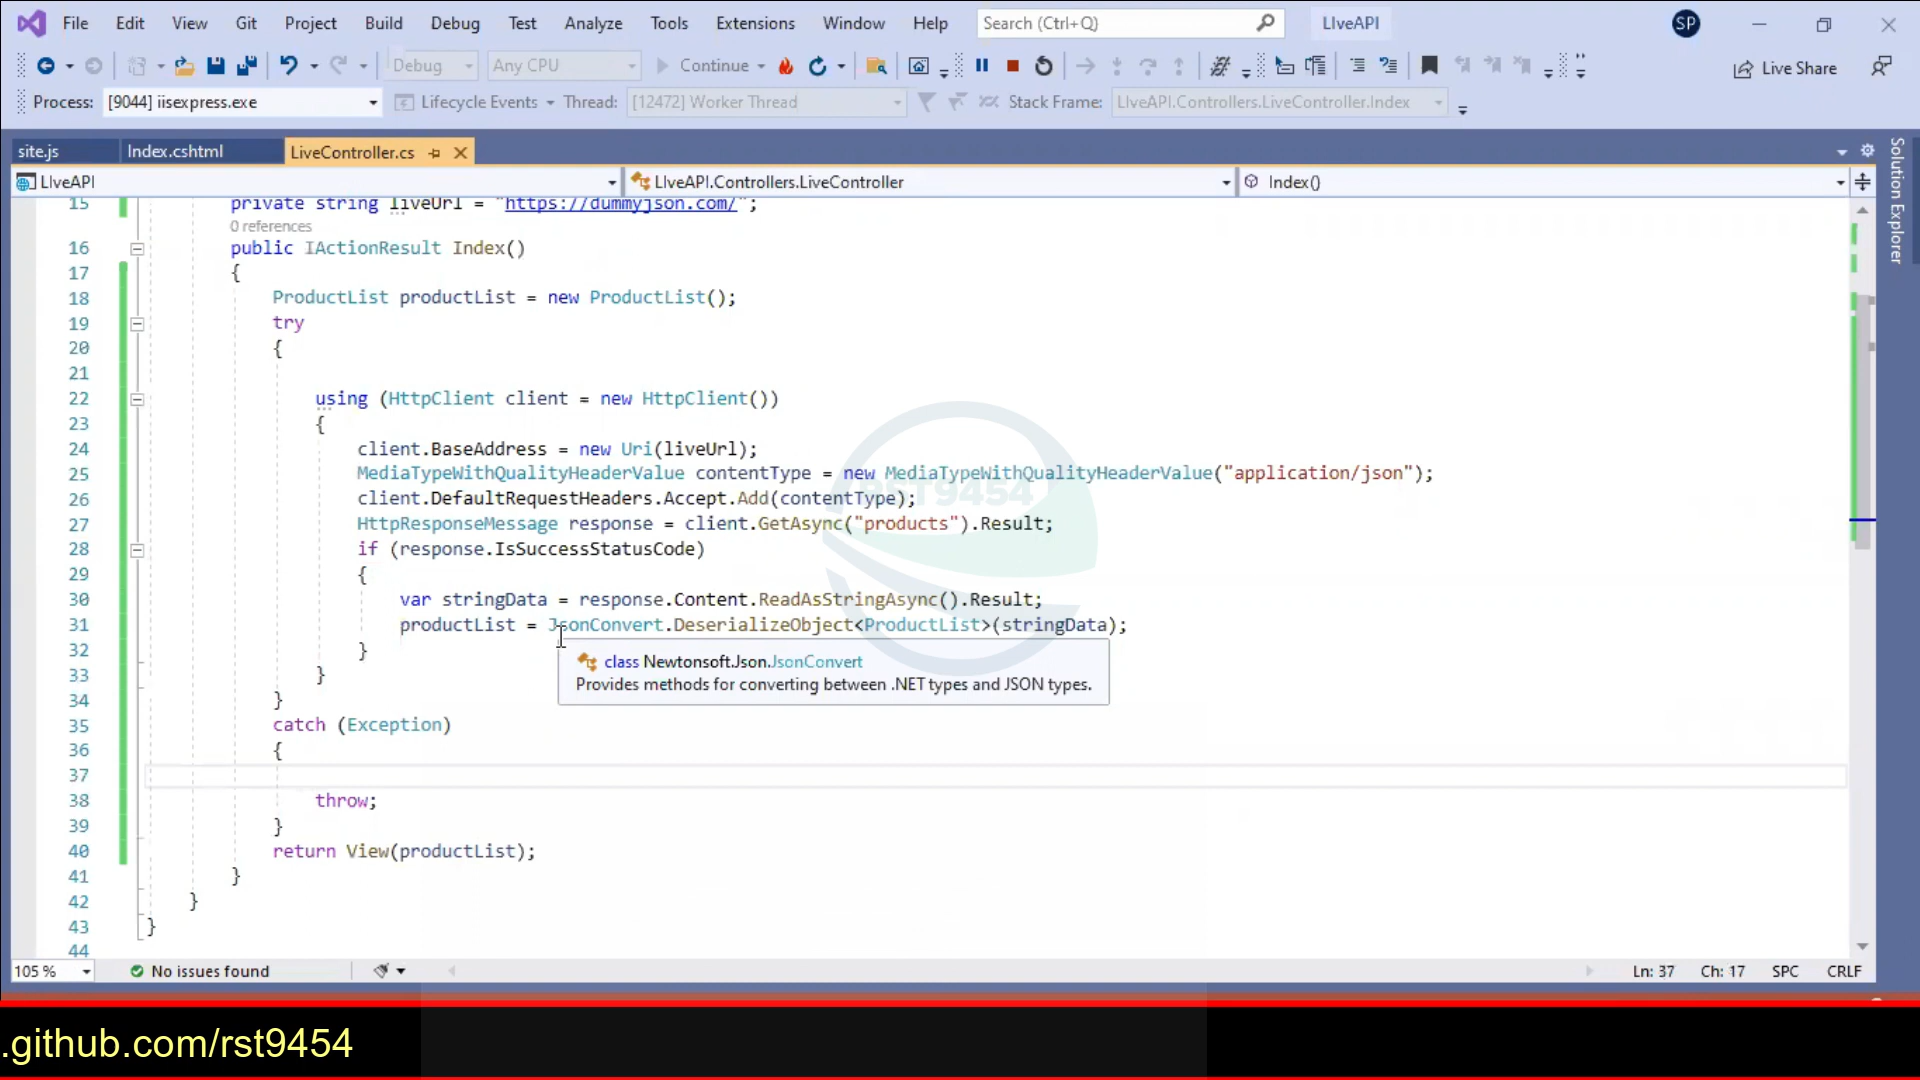 File Edit View Git Project Build Debug Test Analyze Tools Extensions Window Help Search (Ctrl+Q) LIveAPI SP
Debug Any CPU Continue Live Share
Process: [9044] iisexpress.exe Lifecycle Events Thread: [12472] Worker Thread Stack Frame: LIveAPI.Controllers.LiveController.Index
site.js Index.cshtml LiveController.cs
LIveAPI LIveAPI.Controllers.LiveController Index()
Solution Explorer
15 private string liveUrl = "https://dummyjson.com/";
0 references
16 public IActionResult Index()
17 {
18 ProductList productList = new ProductList();
19 try
20 {
21
22 using (HttpClient client = new HttpClient())
23 {
24 client.BaseAddress = new Uri(liveUrl);
25 MediaTypeWithQualityHeaderValue contentType = new MediaTypeWithQualityHeaderValue("application/json");
26 client.DefaultRequestHeaders.Accept.Add(contentType);
27 HttpResponseMessage response = client.GetAsync("products").Result;
28 if (response.IsSuccessStatusCode)
29 {
30 var stringData = response.Content.ReadAsStringAsync().Result;
31 productList = JsonConvert.DeserializeObject<ProductList>(stringData);
32 }
class Newtonsoft.Json.JsonConvert
Provides methods for converting between .NET types and JSON types.
33 }
34 }
35 catch (Exception)
36 {
37
38 throw;
39 }
40 return View(productList);
41 }
42 }
43 }
44
RST9454
105 % No issues found Ln: 37 Ch: 17 SPC CRLF
.github.com/rst9454